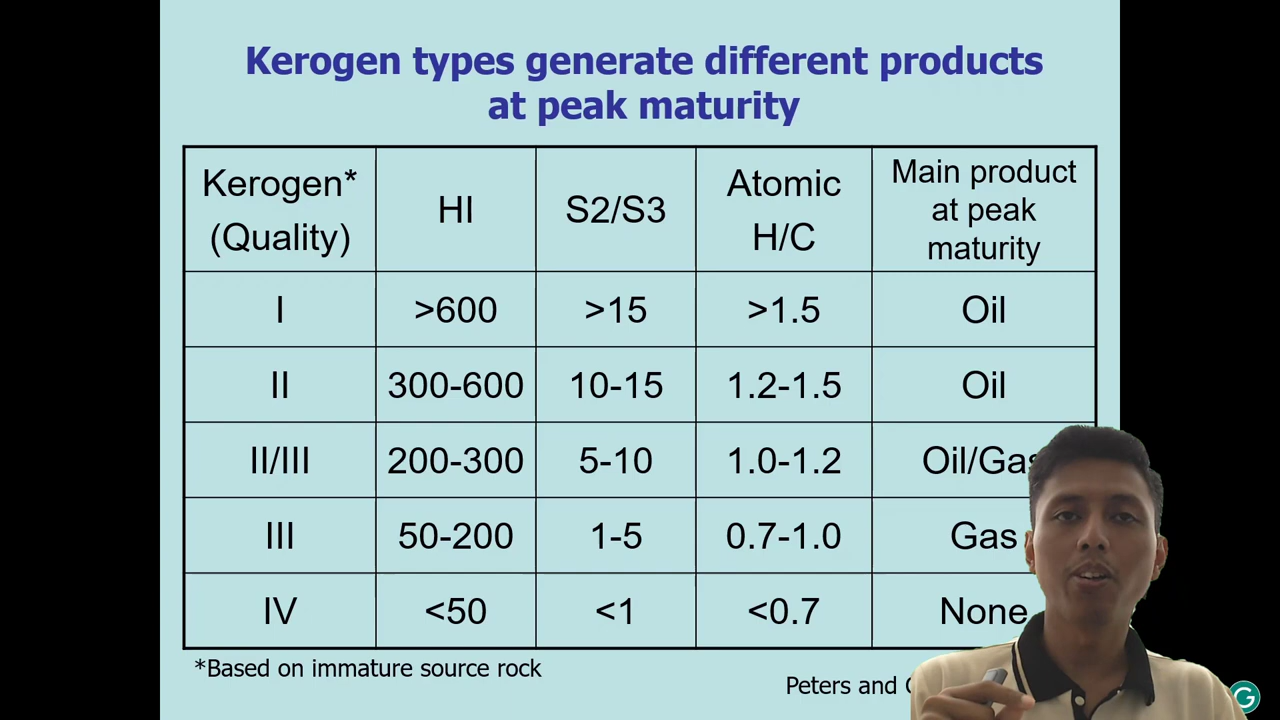 Kerogen types generate different products
at peak maturity
Kerogen*
(Quality)
HI
S2/S3
Atomic
H/C
Main product
at peak
maturity
I
>600
>15
>1.5
Oil
II
300-600
10-15
1.2-1.5
Oil
II/III
200-300
5-10
1.0-1.2
Oil/Gas
III
50-200
1-5
0.7-1.0
Gas
IV
<50
<1
<0.7
None
*Based on immature source rock
Peters and
G